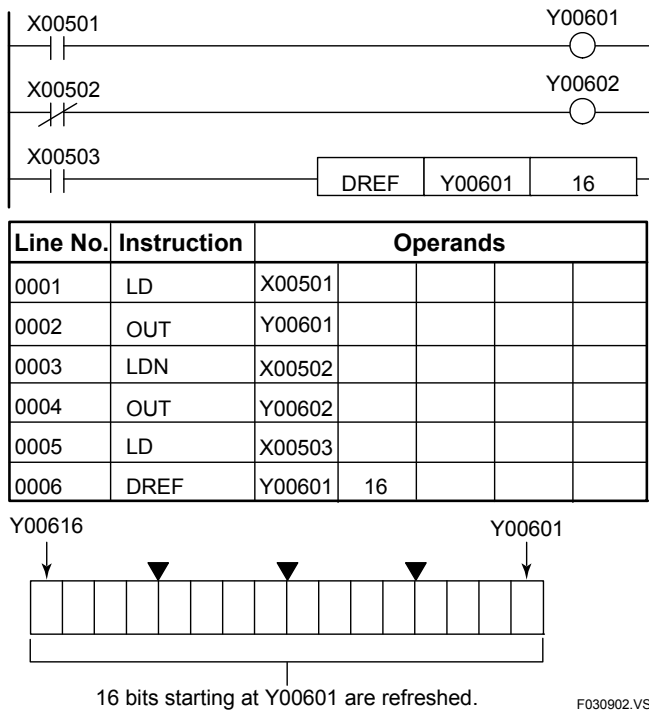 X00501 Y00601
X00502 Y00602
X00503
DREF Y00601 16
Line No. Instruction Operands
0001 LD X00501
0002 OUT Y00601
0003 LDN X00502
0004 OUT Y00602
0005 LD X00503
0006 DREF Y00601 16
Y00616 Y00601
16 bits starting at Y00601 are refreshed.
F030902.VS